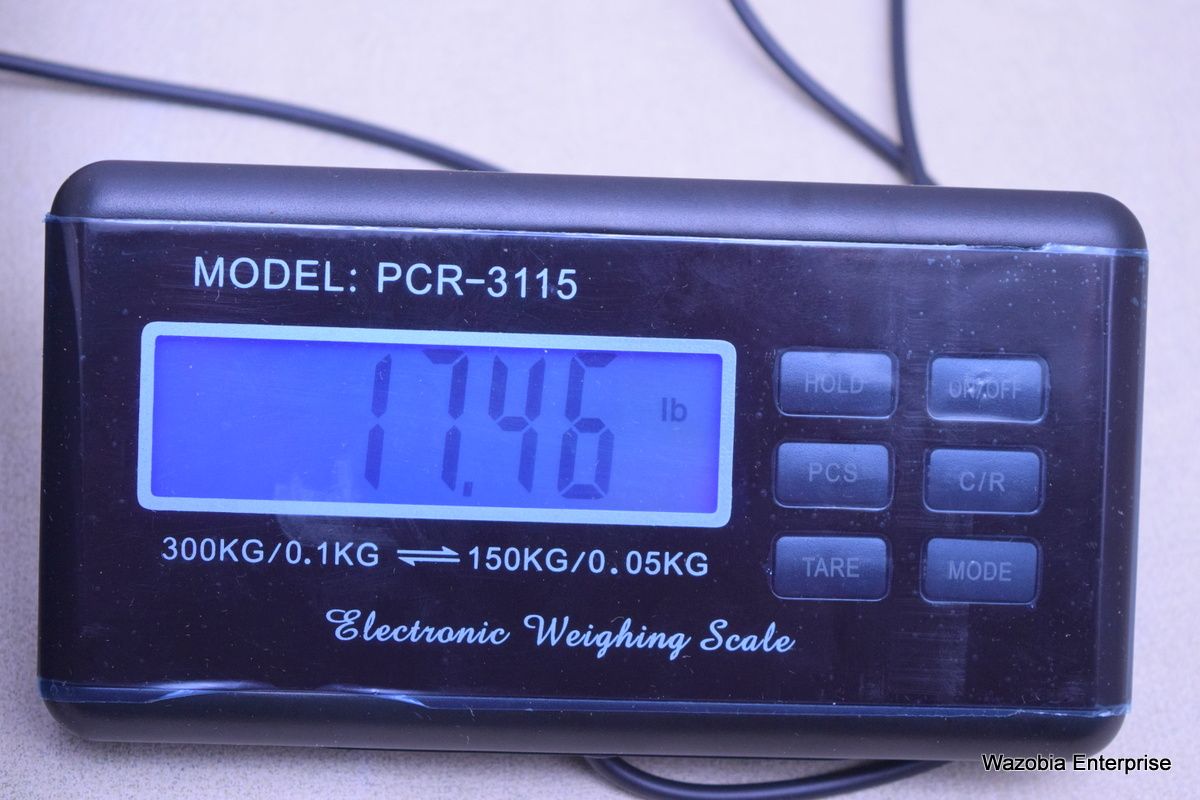 MODEL: PCR-3115
17.46 lb
HOLD ON/OFF
PCS C/R
TARE MODE
300KG/0.1KG ⇌ 150KG/0.05KG
Electronic Weighing Scale
Wazobia Enterprise